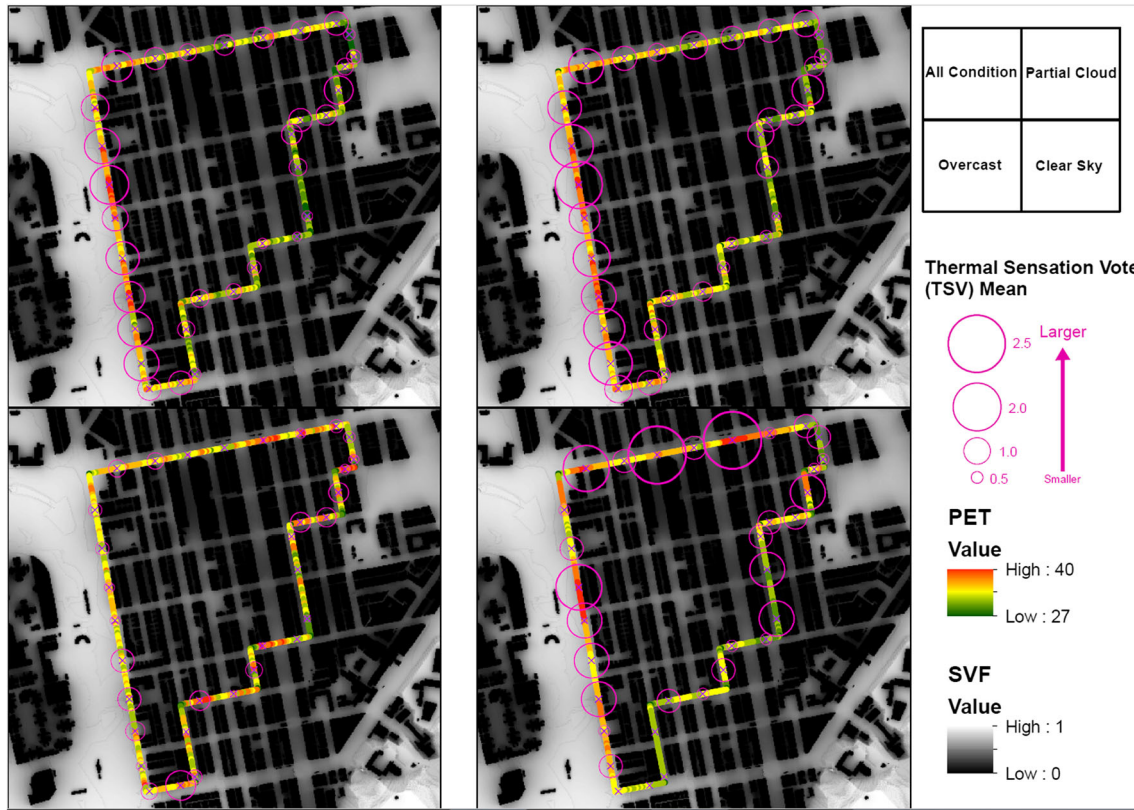 All Condition
Partial Cloud
Overcast
Clear Sky
Thermal Sensation Vote
(TSV) Mean
2.5
Larger
2.0
1.0
0.5
Smaller
PET
Value
High : 40
Low : 27
SVF
Value
High : 1
Low : 0